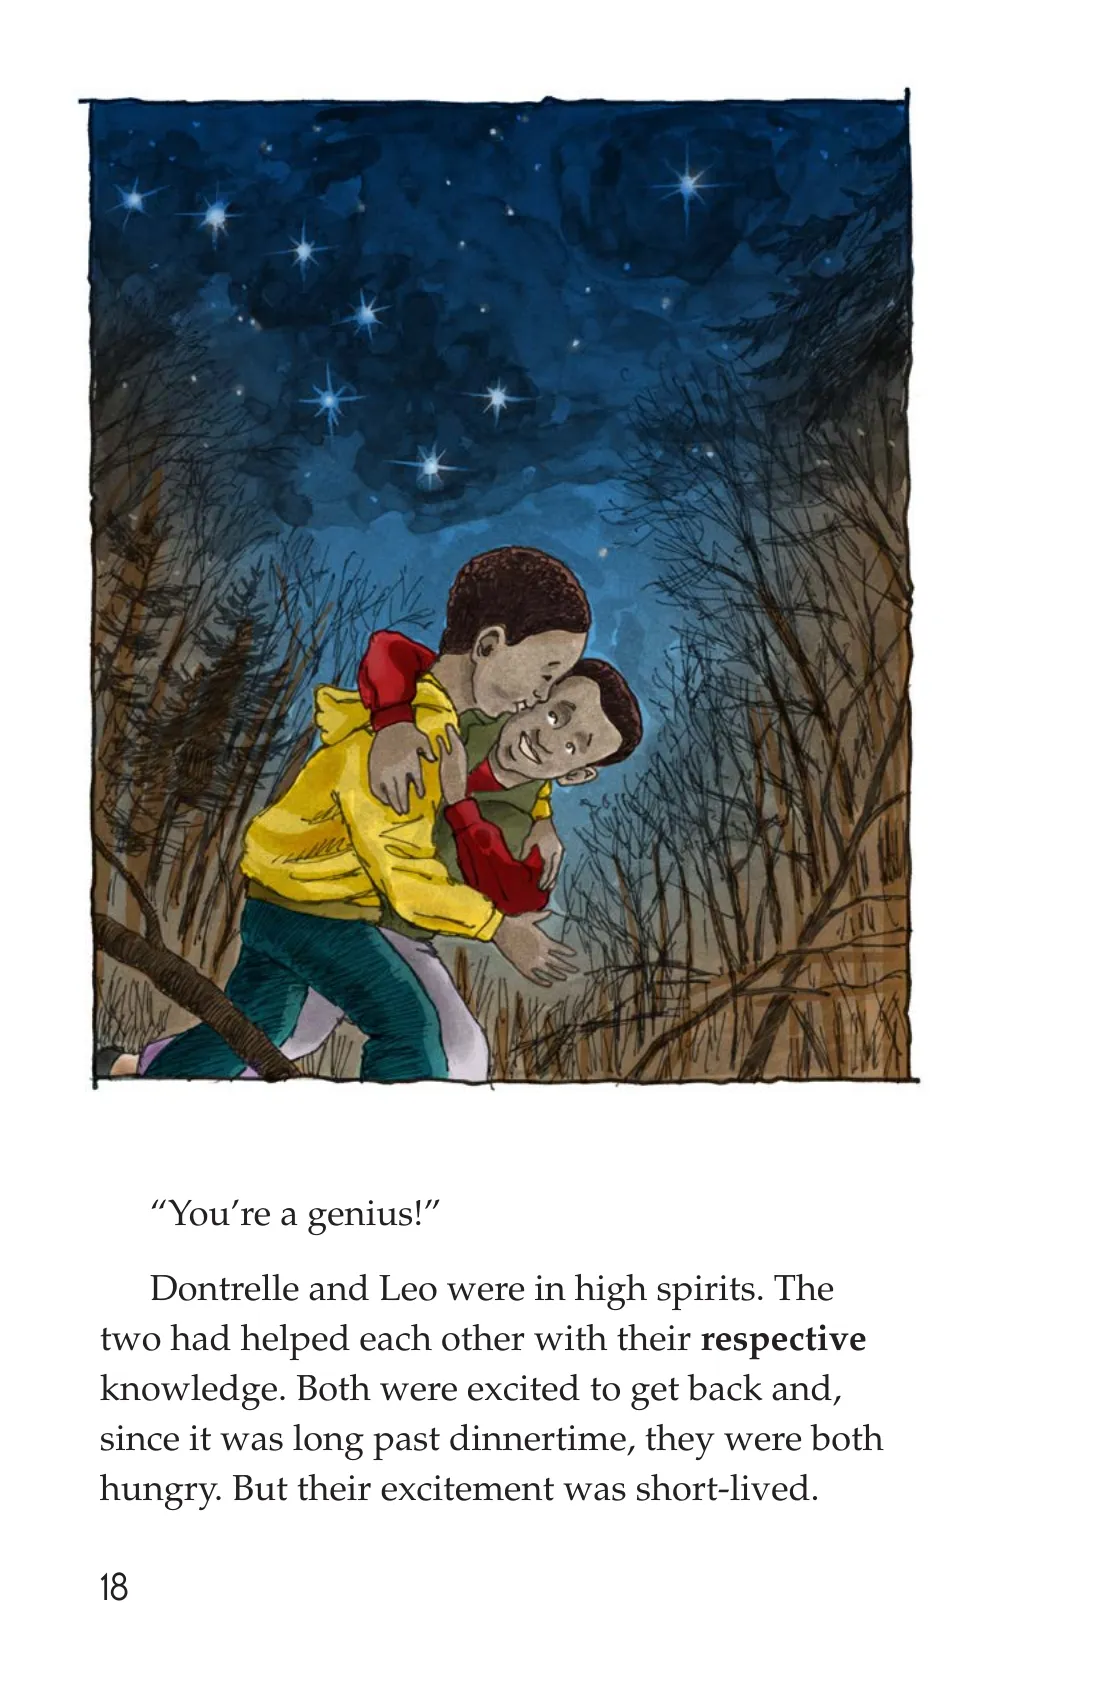 “You’re a genius!”
Dontrelle and Leo were in high spirits. The
two had helped each other with their respective
knowledge. Both were excited to get back and,
since it was long past dinnertime, they were both
hungry. But their excitement was short-lived.
18